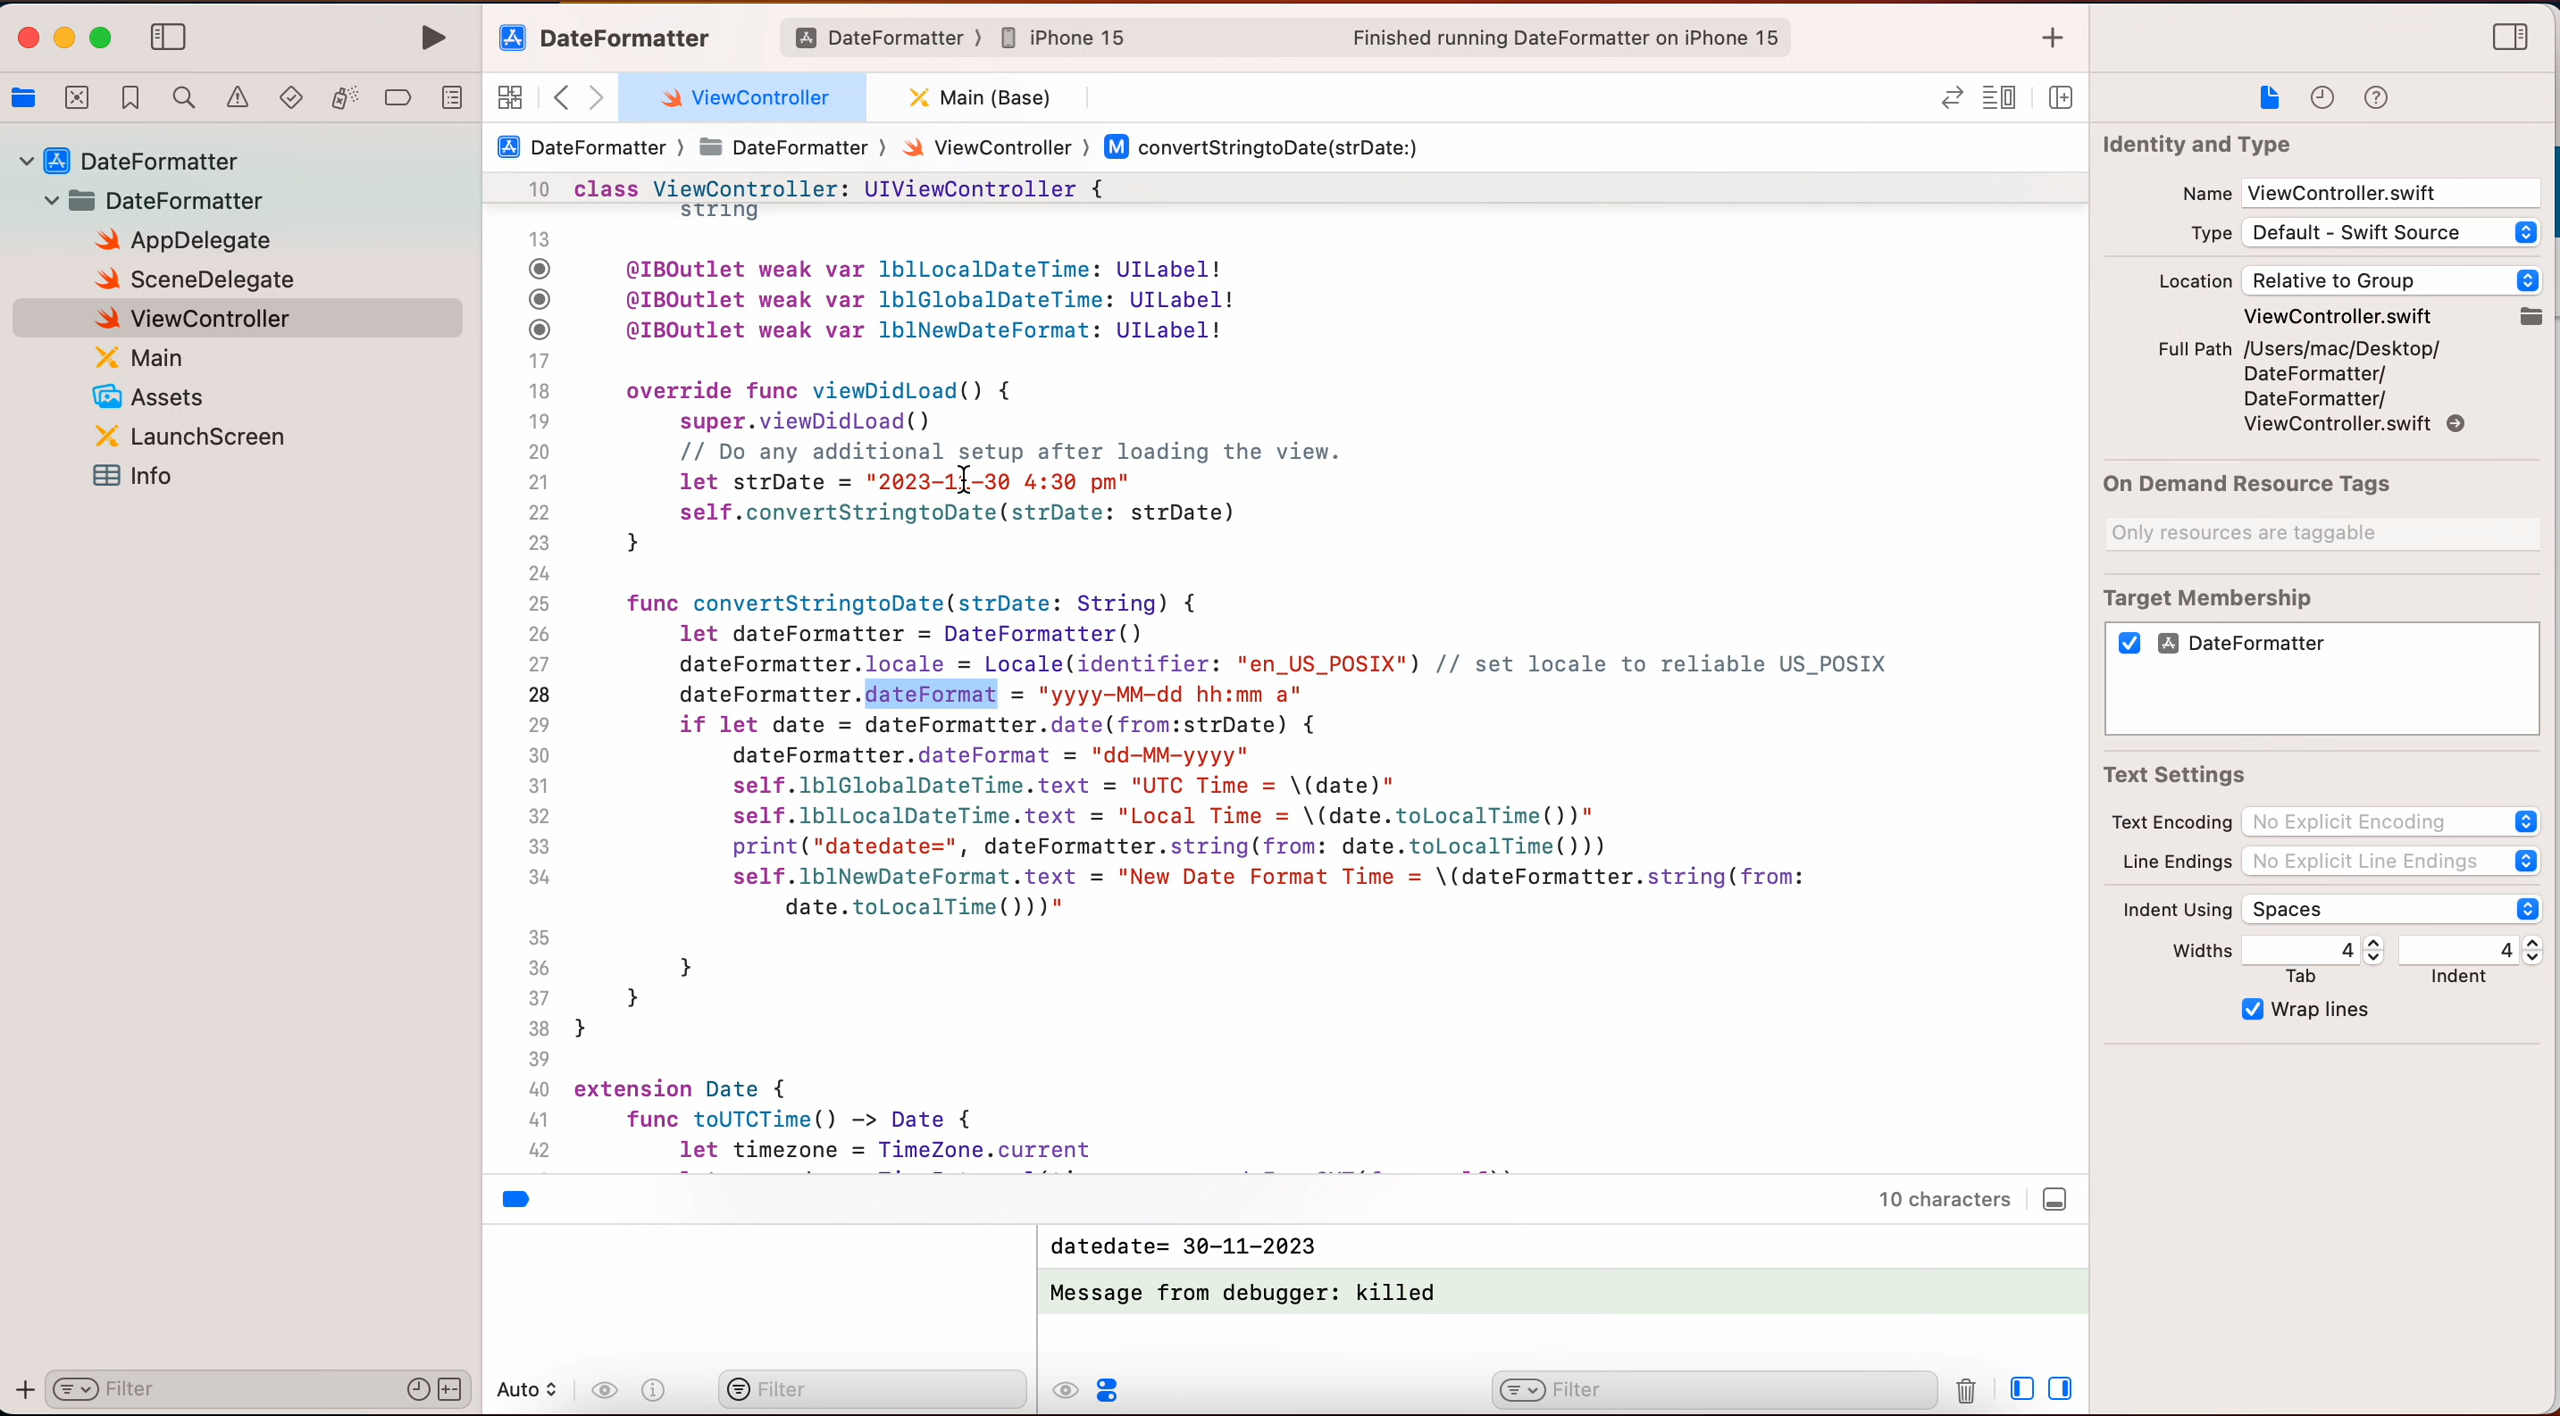 DateFormatter
DateFormatter 〉 iPhone 15
Finished running DateFormatter on iPhone 15
ViewController
Main (Base)
DateFormatter 〉 DateFormatter 〉 ViewController 〉 M convertStringtoDate(strDate:)
DateFormatter
DateFormatter
AppDelegate
SceneDelegate
ViewController
Main
Assets
LaunchScreen
Info
Filter
10 class ViewController: UIViewController {
string
13
@IBOutlet weak var lblLocalDateTime: UILabel!
@IBOutlet weak var lblGlobalDateTime: UILabel!
@IBOutlet weak var lblNewDateFormat: UILabel!
17
18 override func viewDidLoad() {
19 super.viewDidLoad()
20 // Do any additional setup after loading the view.
21 let strDate = "2023-11-30 4:30 pm"
22 self.convertStringtoDate(strDate: strDate)
23 }
24
25 func convertStringtoDate(strDate: String) {
26 let dateFormatter = DateFormatter()
27 dateFormatter.locale = Locale(identifier: "en_US_POSIX") // set locale to reliable US_POSIX
28 dateFormatter.dateFormat = "yyyy-MM-dd hh:mm a"
29 if let date = dateFormatter.date(from:strDate) {
30 dateFormatter.dateFormat = "dd-MM-yyyy"
31 self.lblGlobalDateTime.text = "UTC Time = \(date)"
32 self.lblLocalDateTime.text = "Local Time = \(date.toLocalTime())"
33 print("datedate=", dateFormatter.string(from: date.toLocalTime()))
34 self.lblNewDateFormat.text = "New Date Format Time = \(dateFormatter.string(from:
date.toLocalTime()))"
35
36 }
37 }
38 }
39
40 extension Date {
41 func toUTCTime() -> Date {
42 let timezone = TimeZone.current
10 characters
datedate= 30-11-2023
Message from debugger: killed
Auto
Filter
Filter
Identity and Type
Name ViewController.swift
Type Default - Swift Source
Location Relative to Group
ViewController.swift
Full Path /Users/mac/Desktop/
DateFormatter/
DateFormatter/
ViewController.swift
On Demand Resource Tags
Only resources are taggable
Target Membership
DateFormatter
Text Settings
Text Encoding No Explicit Encoding
Line Endings No Explicit Line Endings
Indent Using Spaces
Widths 4 4
Tab Indent
Wrap lines